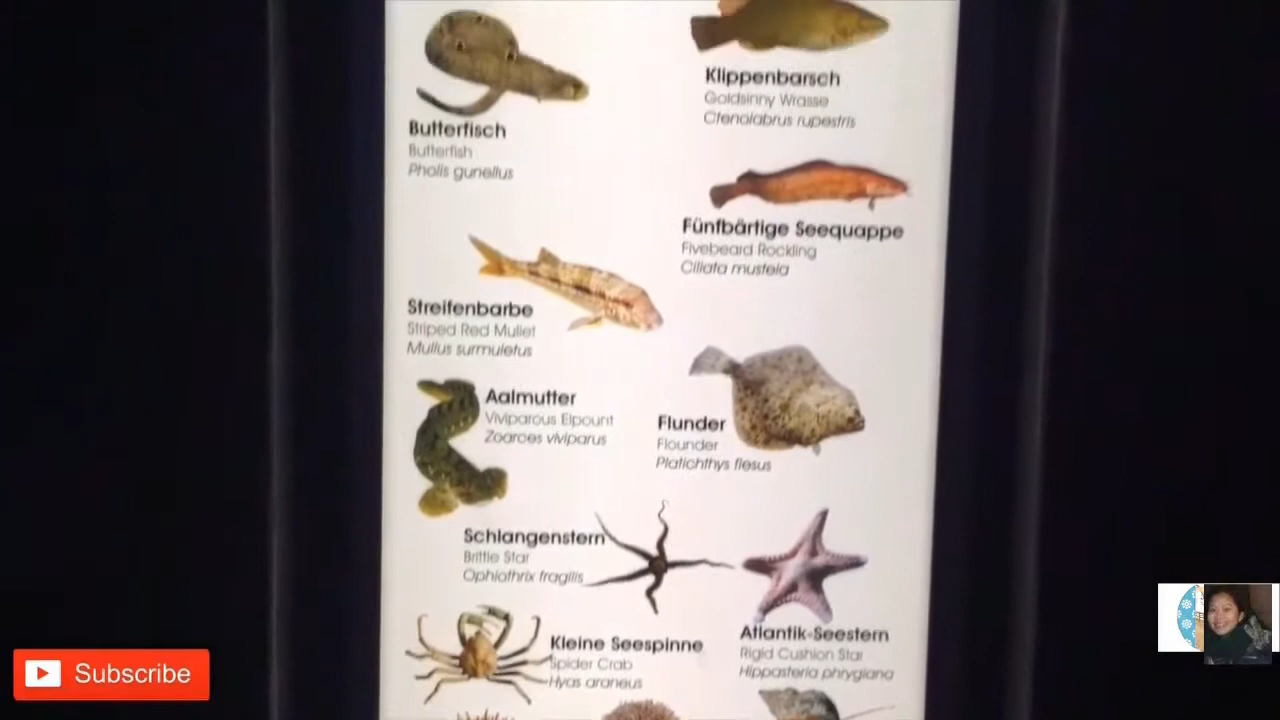 Klippenbarsch
Goldsinny Wrasse
Ctenolabrus rupestris
Butterfisch
Butterfish
Pholis gunellus
Fünfbärtige Seequappe
Fivebeard Rockling
Ciliata mustela
Streifenbarbe
Striped Red Mullet
Mullus surmuletus
Aalmutter
Viviparous Elpount
Zoarces viviparus
Flunder
Flounder
Platichthys flesus
Schlangenstern
Brittle Star
Ophiothrix fragilis
Atlantik-Seestern
Rigid Cushion Star
Hippasteria phrygiana
Kleine Seespinne
Spider Crab
Hyas araneus
Subscribe